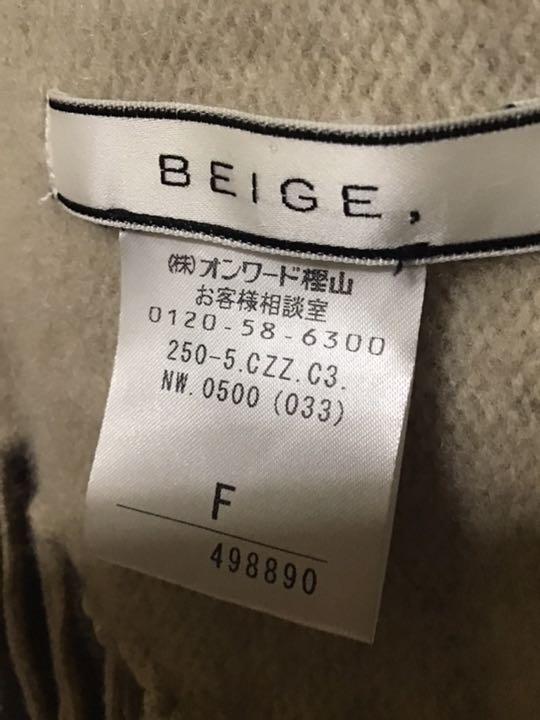 BEIGE,
㈱オンワード樫山
お客様相談室
0120-58-6300
250-5.CZZ.C3.
NW.0500 (033)
F
498890